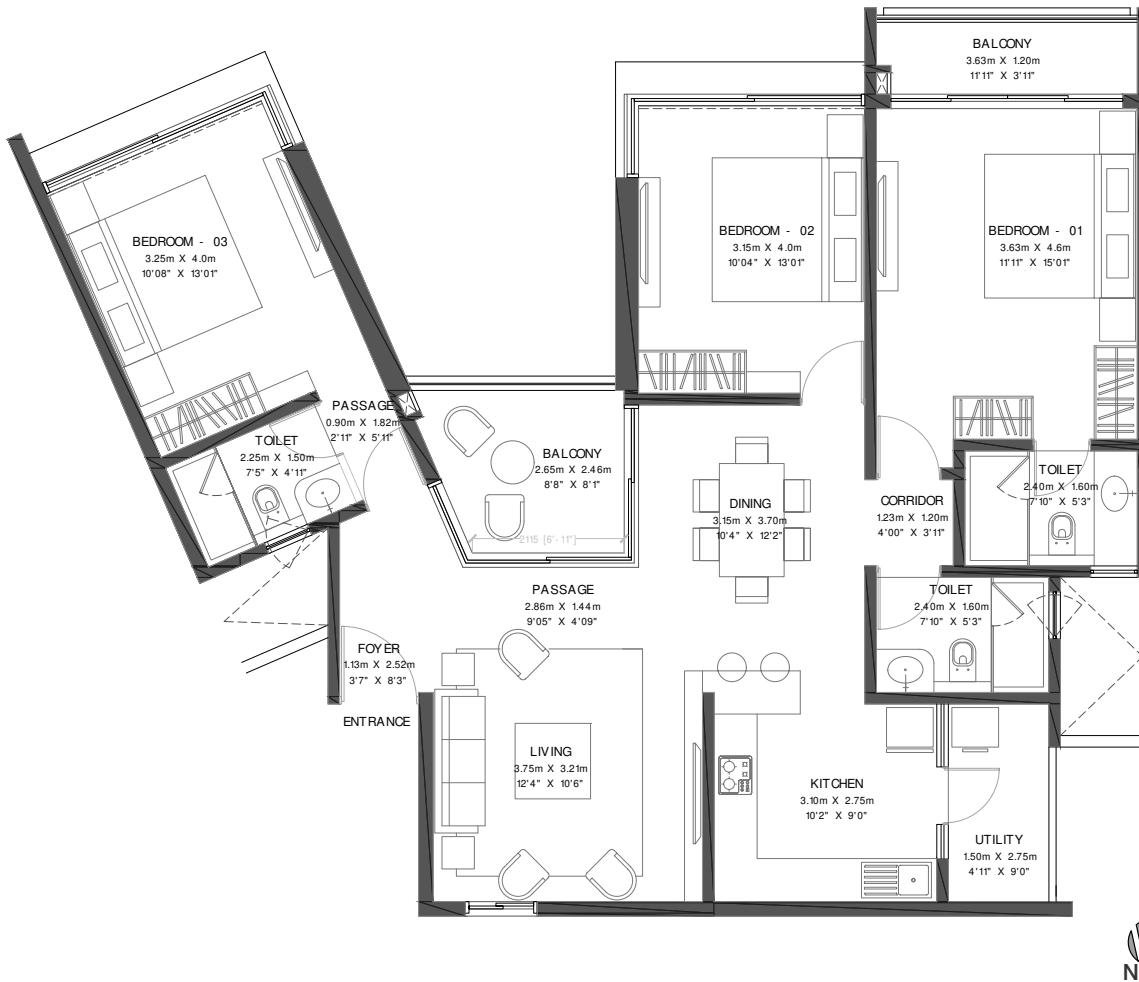 BALCONY
3.63m X 1.20m
11'11" X 3'11"
BEDROOM - 03
3.25m X 4.0m
10'08" X 13'01"
BEDROOM - 02
3.15m X 4.0m
10'04" X 13'01"
BEDROOM - 01
3.63m X 4.6m
11'11" X 15'01"
PASSAGE
0.90m X 1.82m
2'11" X 5'11"
TOILET
2.25m X 1.50m
7'5" X 4'11"
BALCONY
2.65m X 2.46m
8'8" X 8'1"
2115 [6'-11"]
DINING
3.15m X 3.70m
10'4" X 12'2"
CORRIDOR
1.23m X 1.20m
4'00" X 3'11"
TOILET
2.40m X 1.60m
7'10" X 5'3"
PASSAGE
2.86m X 1.44m
9'05" X 4'09"
TOILET
2.40m X 1.60m
7'10" X 5'3"
FOYER
1.13m X 2.52m
3'7" X 8'3"
ENTRANCE
LIVING
3.75m X 3.21m
12'4" X 10'6"
KITCHEN
3.10m X 2.75m
10'2" X 9'0"
UTILITY
1.50m X 2.75m
4'11" X 9'0"
N